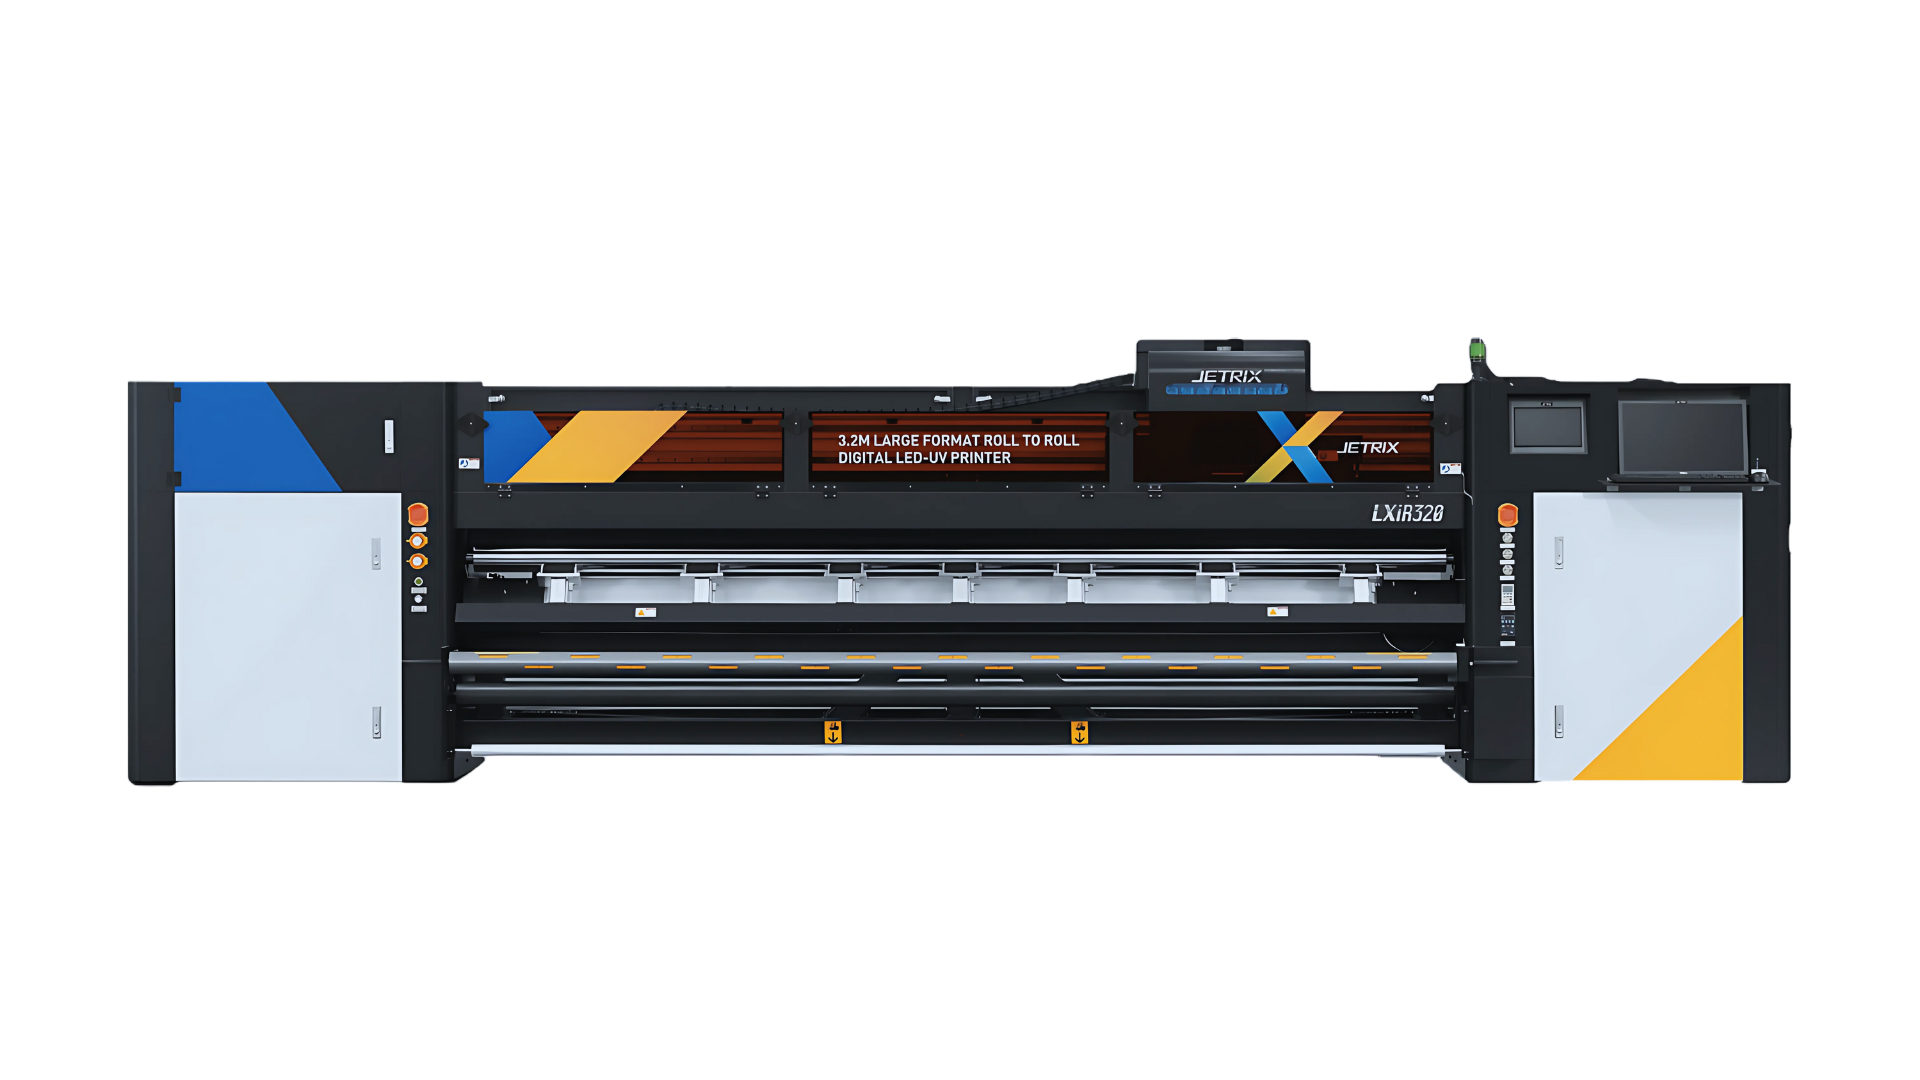 JETRIX
3.2M LARGE FORMAT ROLL TO ROLL
DIGITAL LED-UV PRINTER
JETRIX
LXiR320